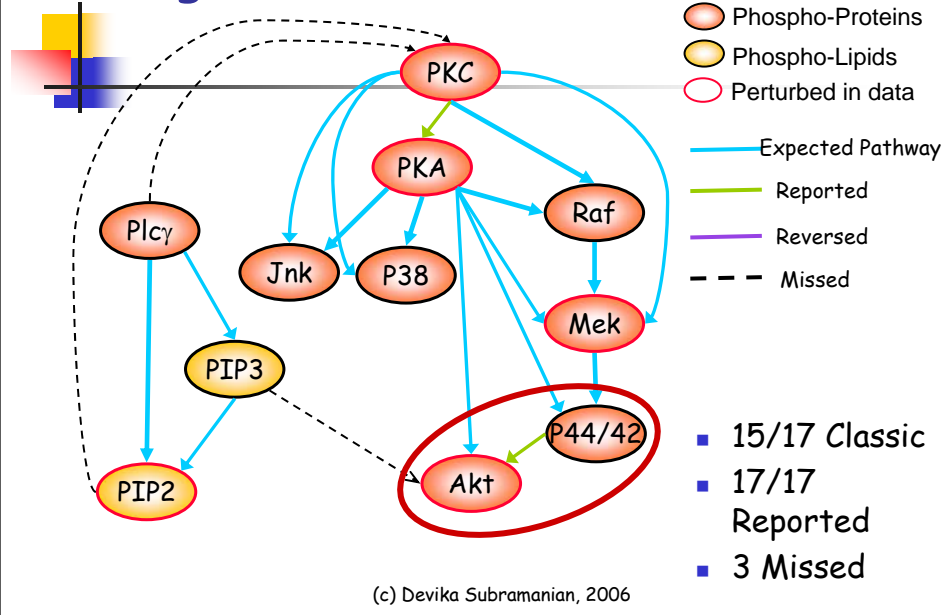 Phospho-Proteins
Phospho-Lipids
Perturbed in data
Expected Pathway
Reported
Reversed
Missed
PKC
PKA
Raf
Plcγ
Jnk
P38
Mek
PIP3
P44/42
Akt
PIP2
15/17 Classic
17/17
Reported
3 Missed
(c) Devika Subramanian, 2006